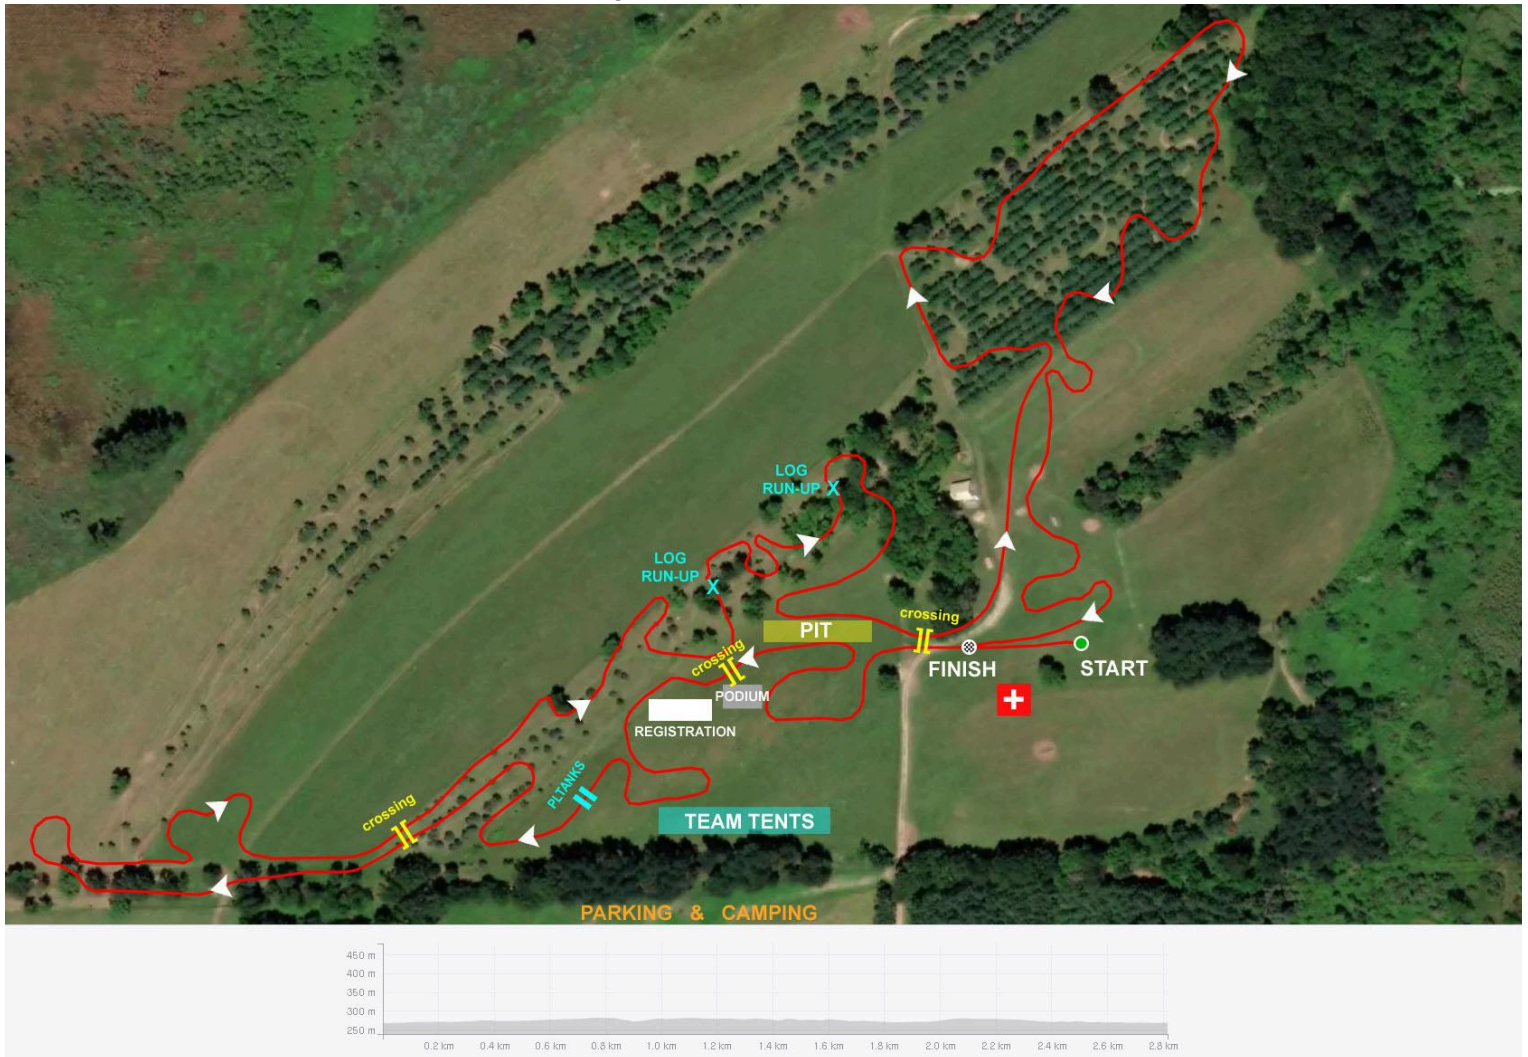 LOG
RUN-UP
X
LOG
RUN-UP
X
crossing
PIT
crossing
FINISH
START
PODIUM
REGISTRATION
PLTANKS
crossing
TEAM TENTS
PARKING & CAMPING
450 m
400 m
350 m
300 m
250 m
0.2 km 0.4 km 0.6 km 0.8 km 1.0 km 1.2 km 1.4 km 1.6 km 1.8 km 2.0 km 2.2 km 2.4 km 2.6 km 2.8 km